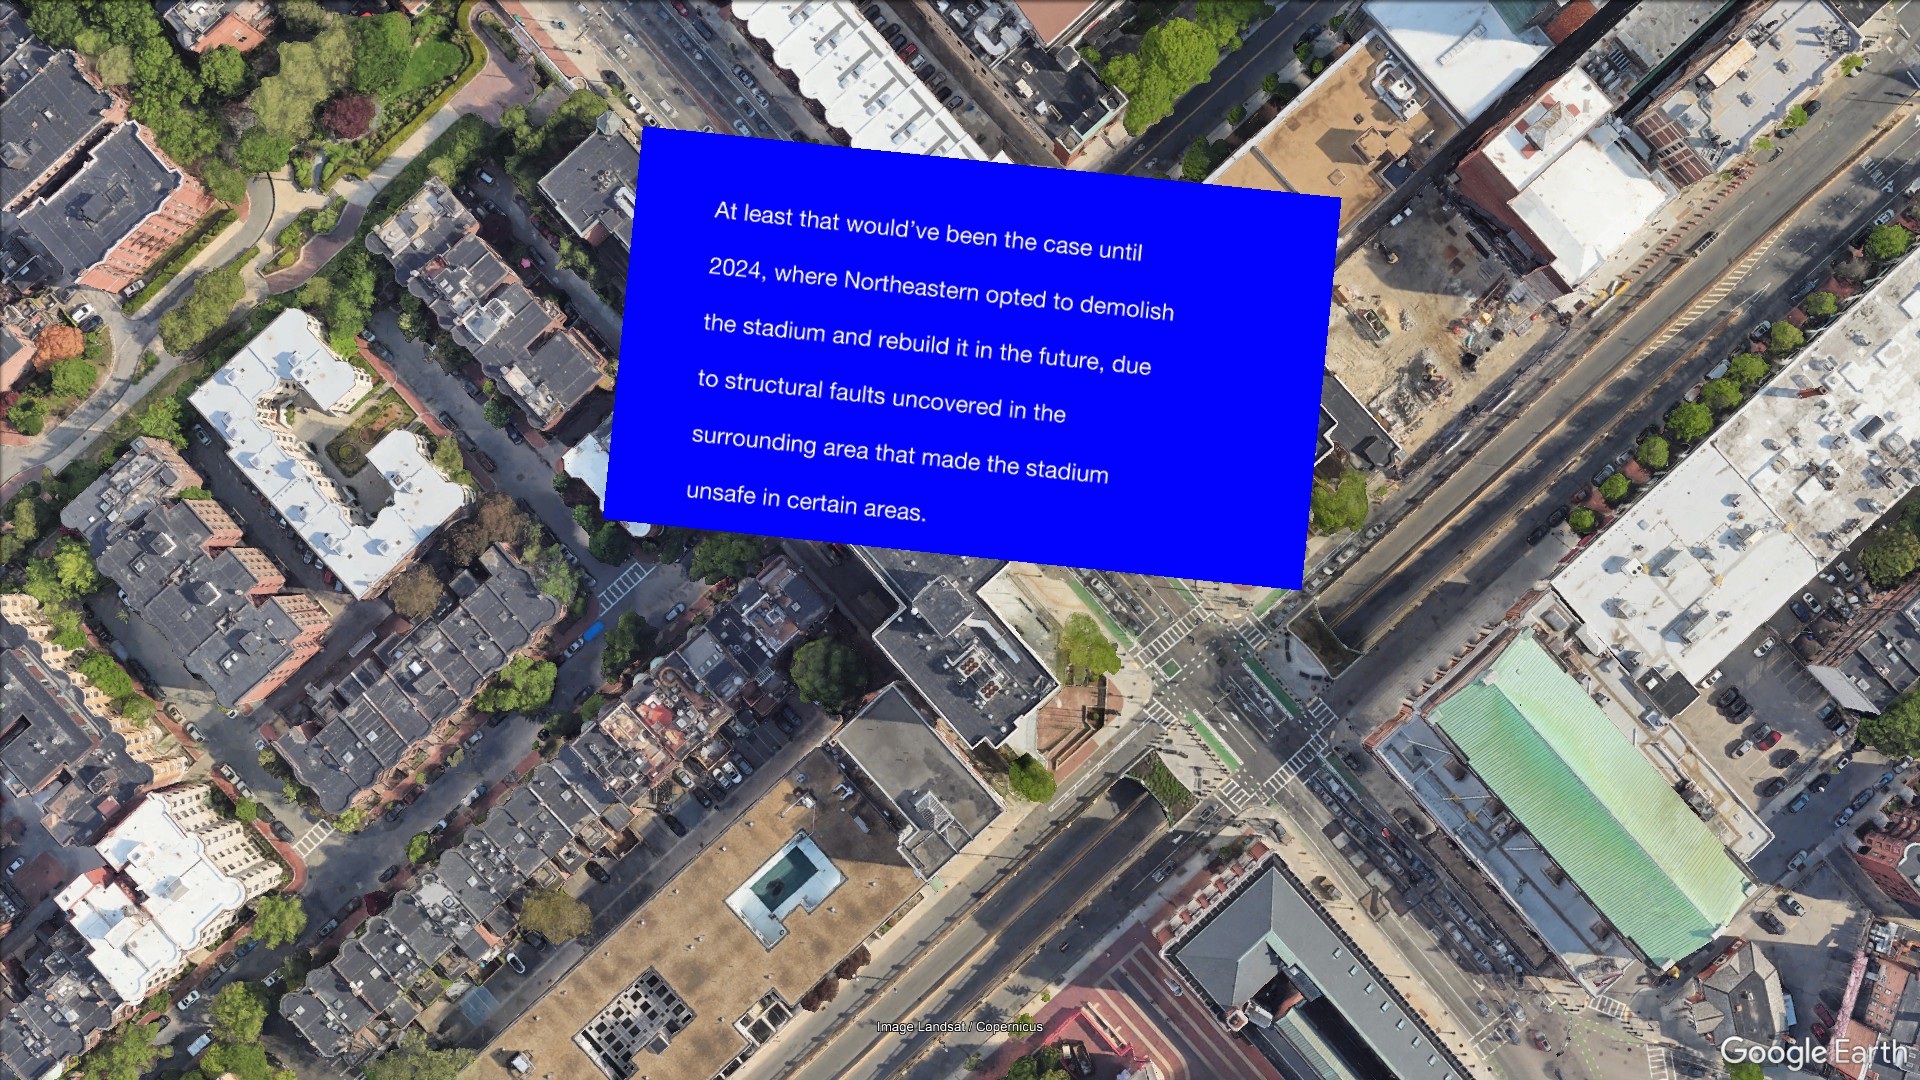 At least that would’ve been the case until
2024, where Northeastern opted to demolish
the stadium and rebuild it in the future, due
to structural faults uncovered in the
surrounding area that made the stadium
unsafe in certain areas.
Image Landsat / Copernicus
Google Earth